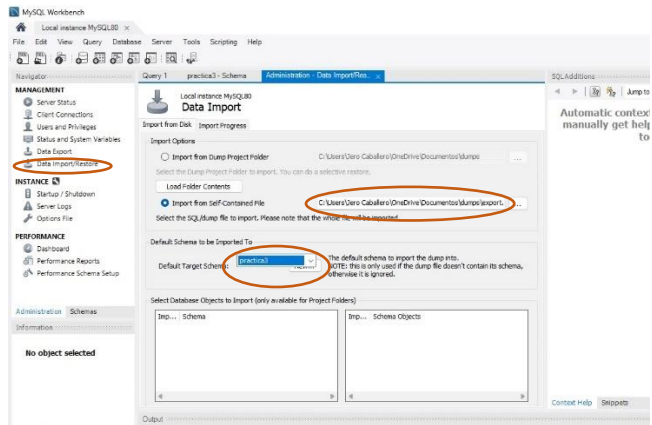 MySQL Workbench
Local instance MySQL80 ×
File Edit View Query Database Server Tools Scripting Help
Navigator
MANAGEMENT
Server Status
Client Connections
Users and Privileges
Status and System Variables
Data Export
Data Import/Restore
INSTANCE
Startup / Shutdown
Server Logs
Options File
PERFORMANCE
Dashboard
Performance Reports
Performance Schema Setup
Administration Schemas
Information
No object selected
Query 1 practica3 - Schema Administration - Data Import/Res... ×
Local instance MySQL80
Data Import
Import from Disk Import Progress
Import Options
Import from Dump Project Folder C:\Users\Jero Caballero\OneDrive\Documentos\dumps ...
Select the Dump Project Folder to import. You can do a selective restore.
Load Folder Contents
Import from Self-Contained File C:\Users\Jero Caballero\OneDrive\Documentos\dumps\export. ...
Select the SQL/dump file to import. Please note that the whole file will be imported.
Default Schema to be Imported To
Default Target Schema: practica3
The default schema to import the dump into.
NOTE: this is only used if the dump file doesn't contain its schema,
otherwise it is ignored.
Select Database Objects to Import (only available for Project Folders)
Imp... Schema
Imp... Schema Objects
Output
SQLAdditions
Jump to
Automatic context
manually get help
to
Context Help Snippets